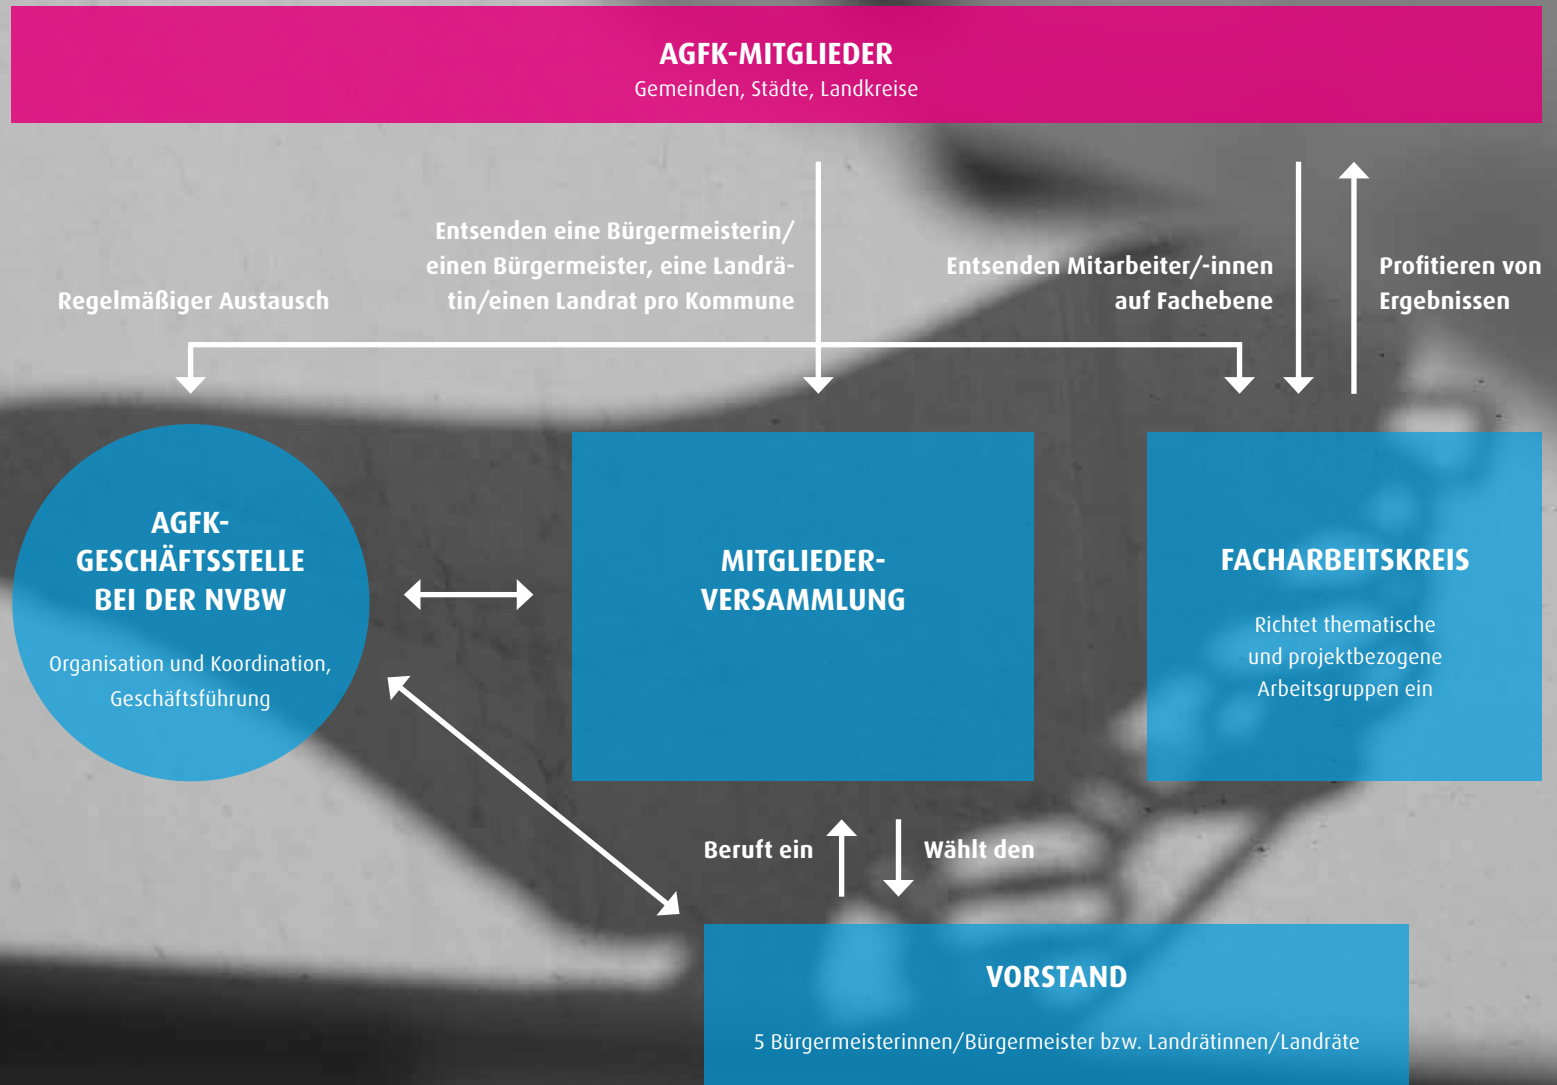 AGFK-MITGLIEDER
Gemeinden, Städte, Landkreise
Regelmäßiger Austausch
Entsenden eine Bürgermeisterin/
einen Bürgermeister, eine Landrä-
tin/einen Landrat pro Kommune
Entsenden Mitarbeiter/-innen
auf Fachebene
Profitieren von
Ergebnissen
AGFK-
GESCHÄFTSSTELLE
BEI DER NVBW
Organisation und Koordination,
Geschäftsführung
MITGLIEDER-
VERSAMMLUNG
FACHARBEITSKREIS
Richtet thematische
und projektbezogene
Arbeitsgruppen ein
Beruft ein
Wählt den
VORSTAND
5 Bürgermeisterinnen/Bürgermeister bzw. Landrätinnen/Landräte